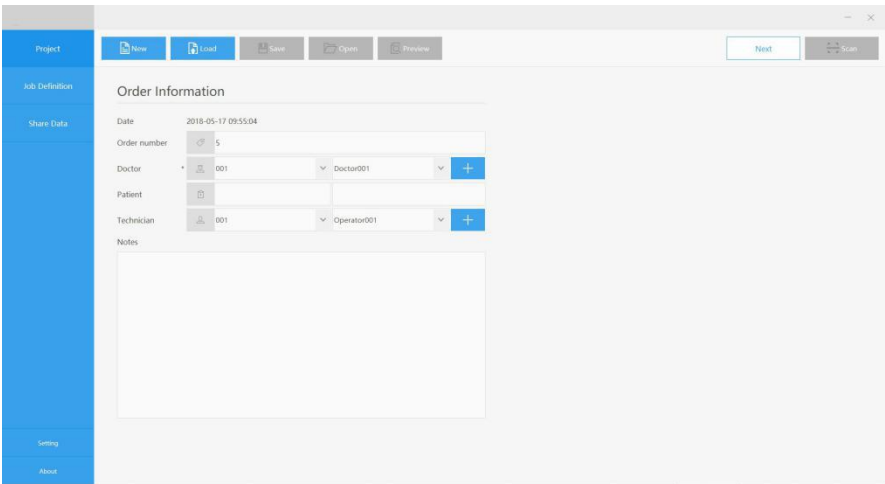 Project
New Load Save Open Preview Next Scan
Job Definition
Order Information
Share Data
Date 2018-05-17 09:55:04
Order number 5
Doctor * 001 Doctor001 +
Patient
Technician 001 Operator001 +
Notes
Setting
About